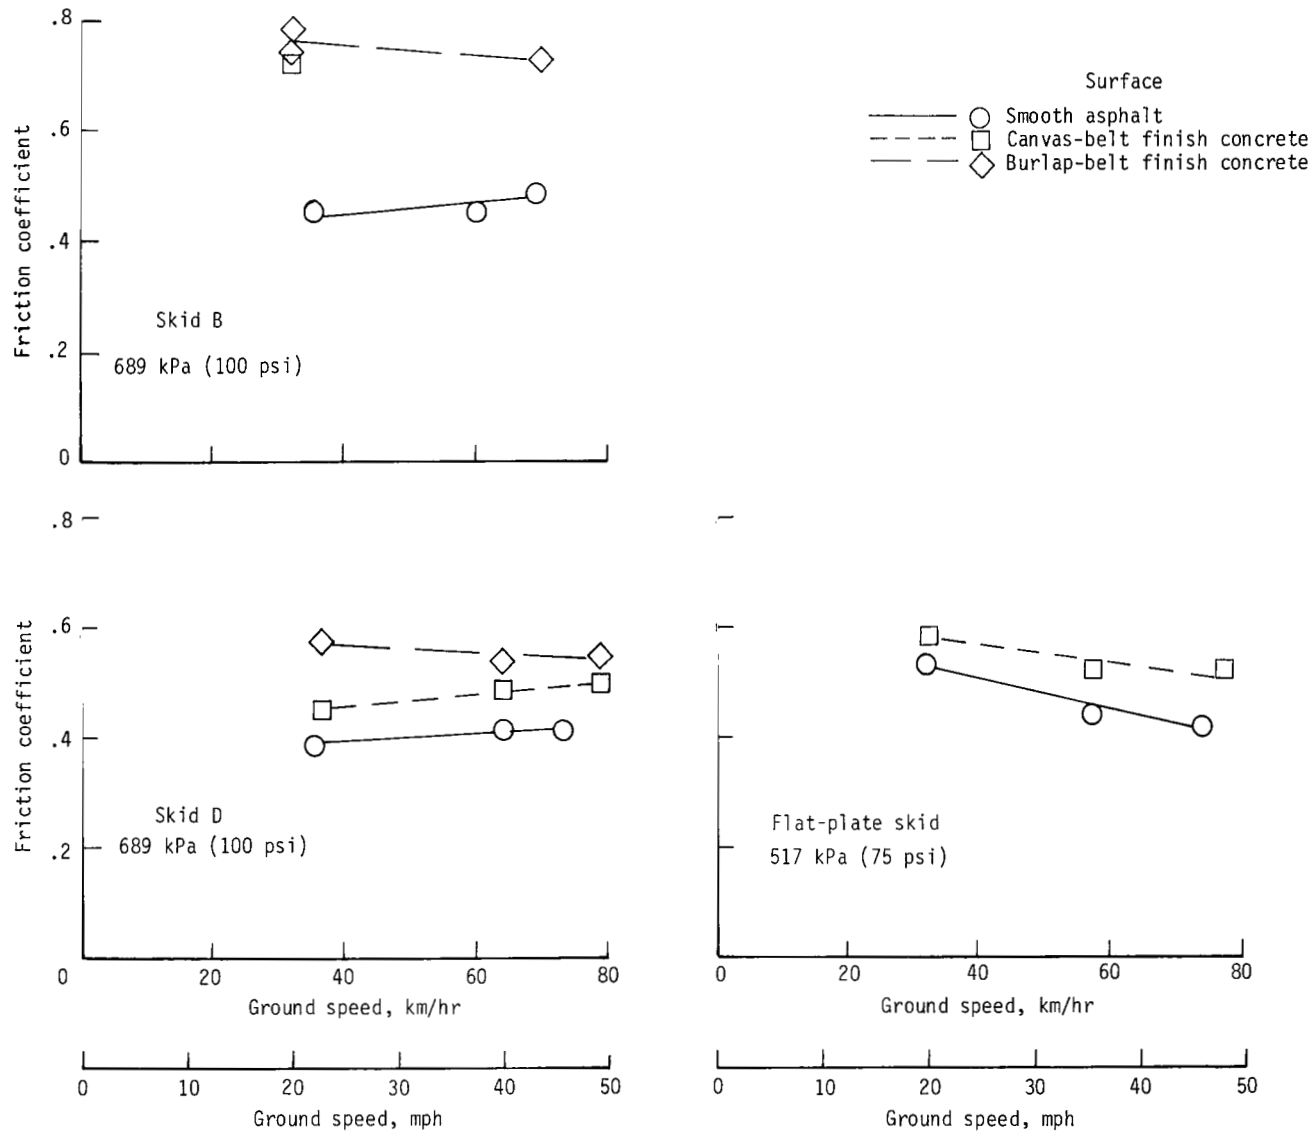 .8
.6
.4
.2
0
Friction coefficient
Skid B
689 kPa (100 psi)
Surface
Smooth asphalt
Canvas-belt finish concrete
Burlap-belt finish concrete
.8
.6
.4
.2
Friction coefficient
Skid D
689 kPa (100 psi)
0 20 40 60 80
Ground speed, km/hr
0 10 20 30 40 50
Ground speed, mph
Flat-plate skid
517 kPa (75 psi)
0 20 40 60 80
Ground speed, km/hr
0 10 20 30 40 50
Ground speed, mph